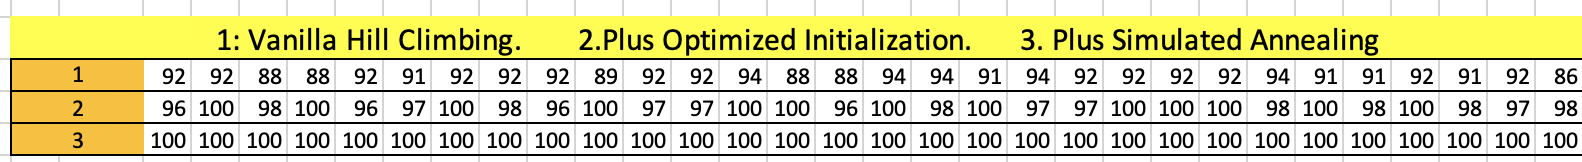 1: Vanilla Hill Climbing. 2.Plus Optimized Initialization. 3. Plus Simulated Annealing
1 92 92 88 88 92 91 92 92 92 89 92 92 94 88 88 94 94 91 94 92 92 92 92 94 91 91 92 91 92 86
2 96 100 98 100 96 97 100 98 96 100 97 97 100 100 96 100 98 100 97 97 100 100 100 98 100 98 100 98 97 98
3 100 100 100 100 100 100 100 100 100 100 100 100 100 100 100 100 100 100 100 100 100 100 100 100 100 100 100 100 100 100